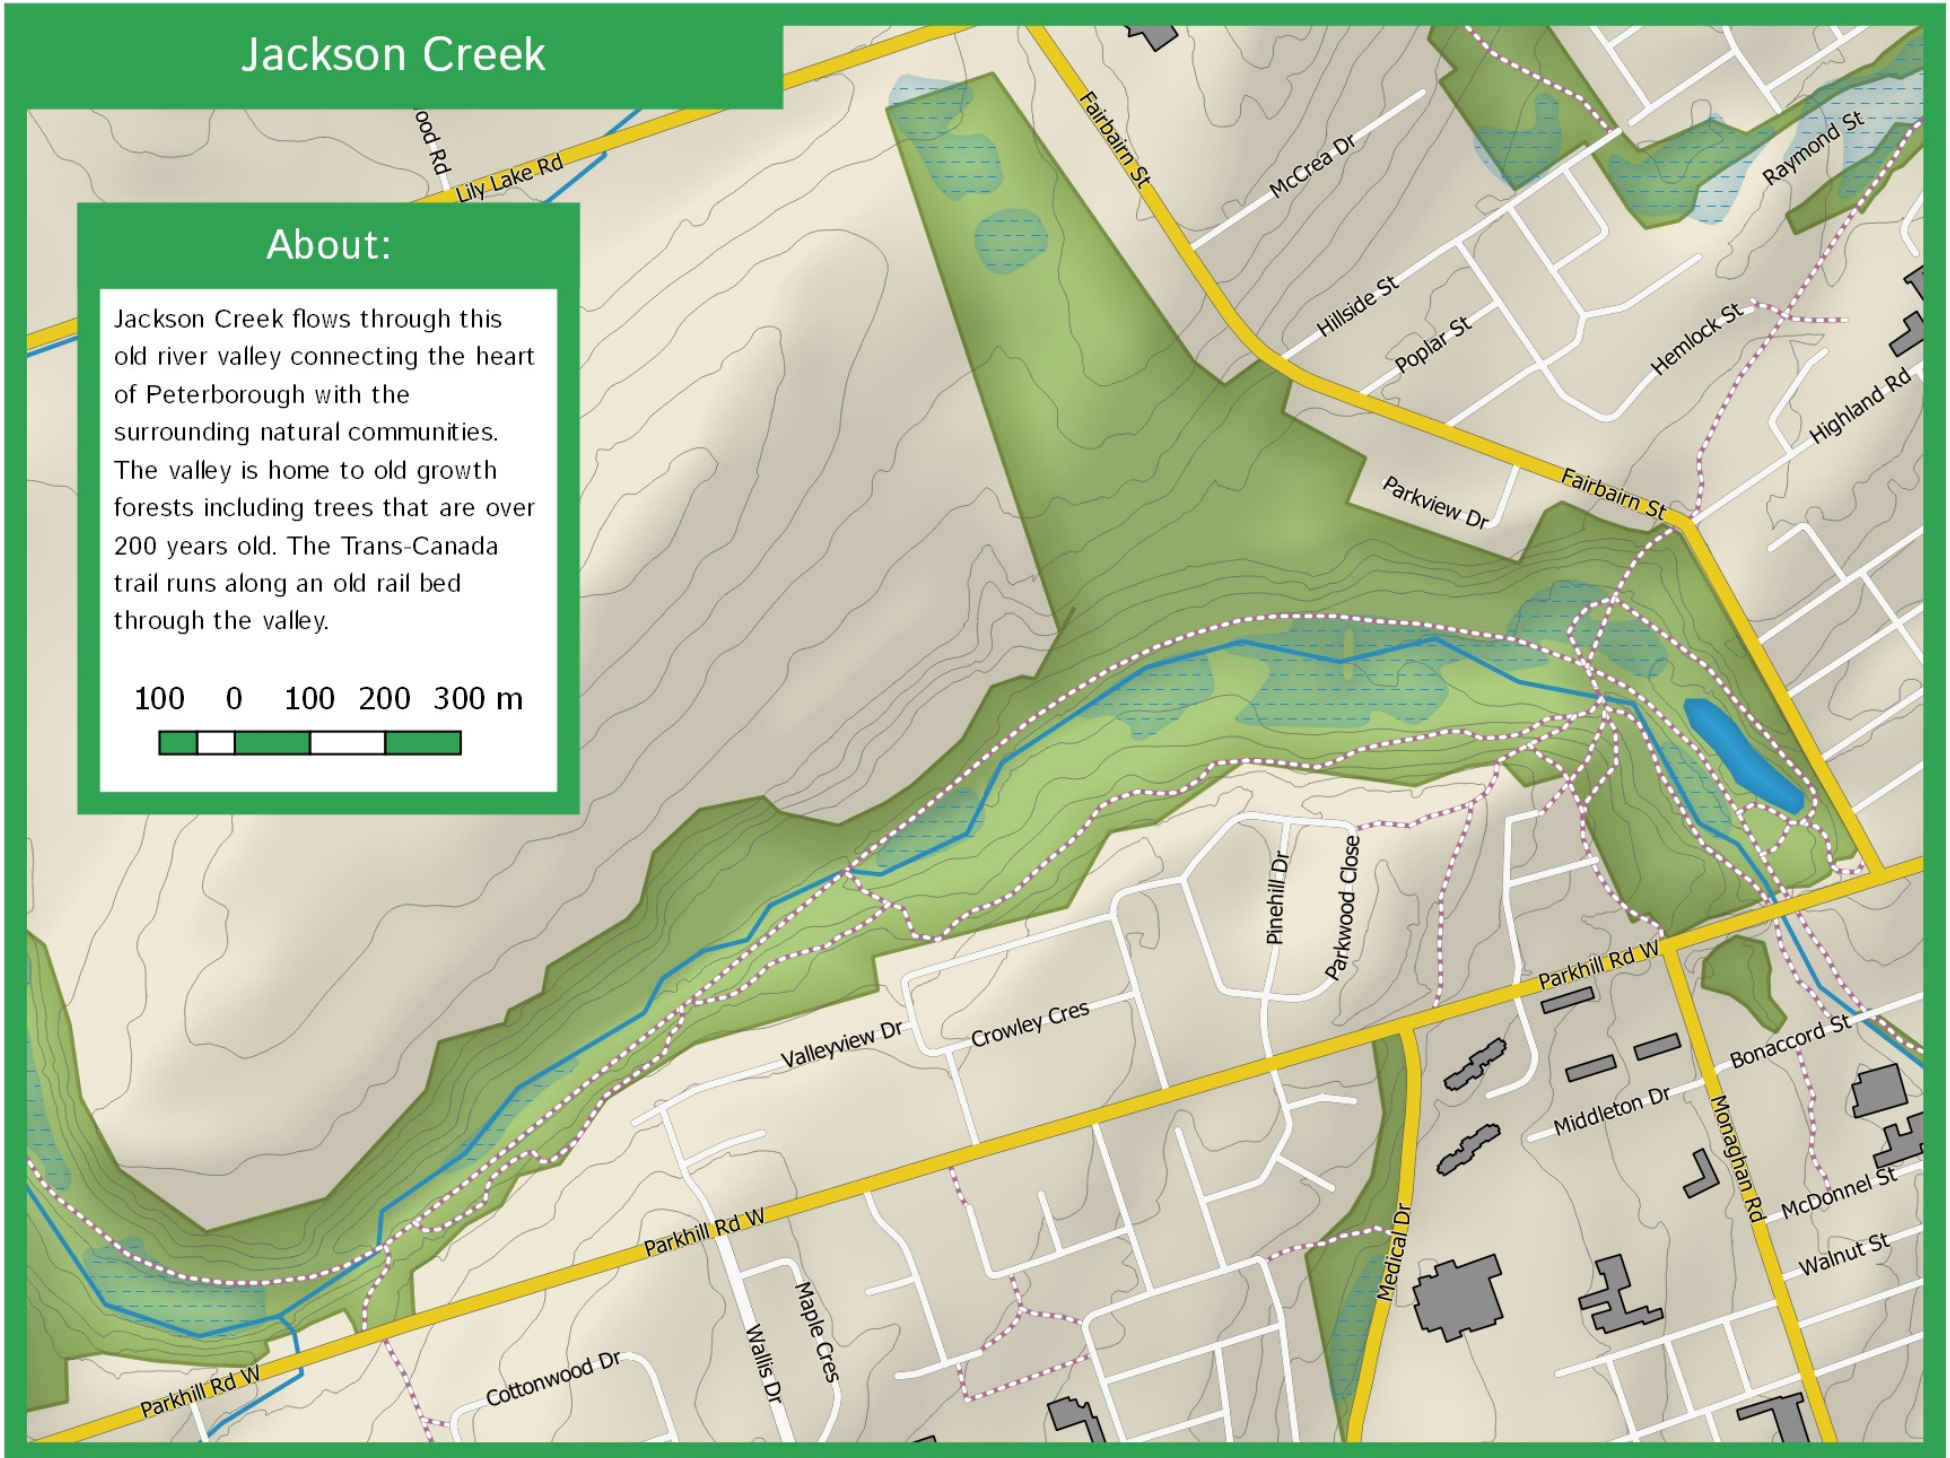 Jackson Creek
About:
Jackson Creek flows through this
old river valley connecting the heart
of Peterborough with the
surrounding natural communities.
The valley is home to old growth
forests including trees that are over
200 years old. The Trans-Canada
trail runs along an old rail bed
through the valley.
100 0 100 200 300 m
ood Rd
Lily Lake Rd
Fairbairn St
McCrea Dr
Raymond St
Hillside St
Poplar St
Hemlock St
Highland Rd
Parkview Dr
Fairbairn St
Pinehill Dr
Parkwood Close
Parkhill Rd W
Valleyview Dr
Crowley Cres
Bonaccord St
Middleton Dr
Monaghan Rd
McDonnel St
Walnut St
Medical Dr
Parkhill Rd W
Maple Cres
Wallis Dr
Cottonwood Dr
Parkhill Rd W